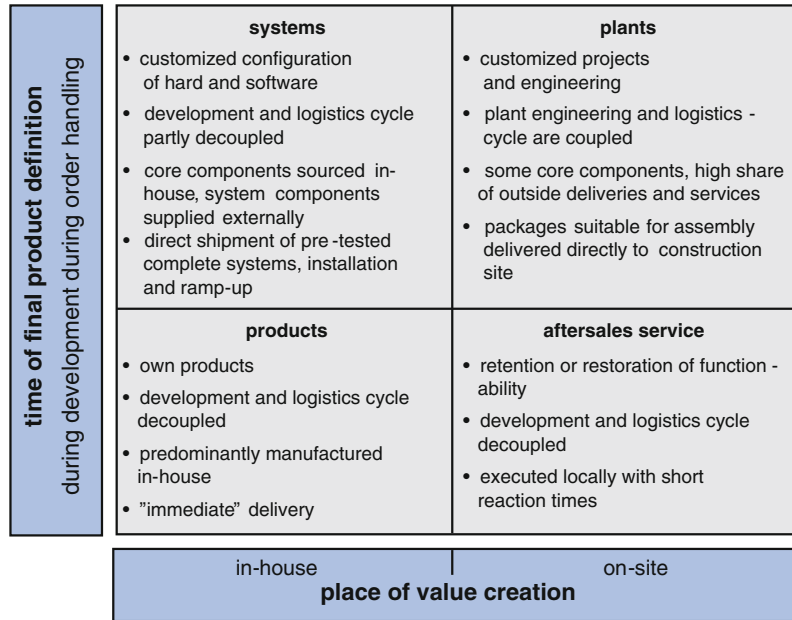 time of final product definition
during development during order handling
systems
• customized configuration
of hard and software
• development and logistics cycle
partly decoupled
• core components sourced in-
house, system components
supplied externally
• direct shipment of pre -tested
complete systems, installation
and ramp-up
plants
• customized projects
and engineering
• plant engineering and logistics -
cycle are coupled
• some core components, high share
of outside deliveries and services
• packages suitable for assembly
delivered directly to construction
site
products
• own products
• development and logistics cycle
decoupled
• predominantly manufactured
in-house
• ”immediate” delivery
aftersales service
• retention or restoration of function -
ability
• development and logistics cycle
decoupled
• executed locally with short
reaction times
in-house
on-site
place of value creation